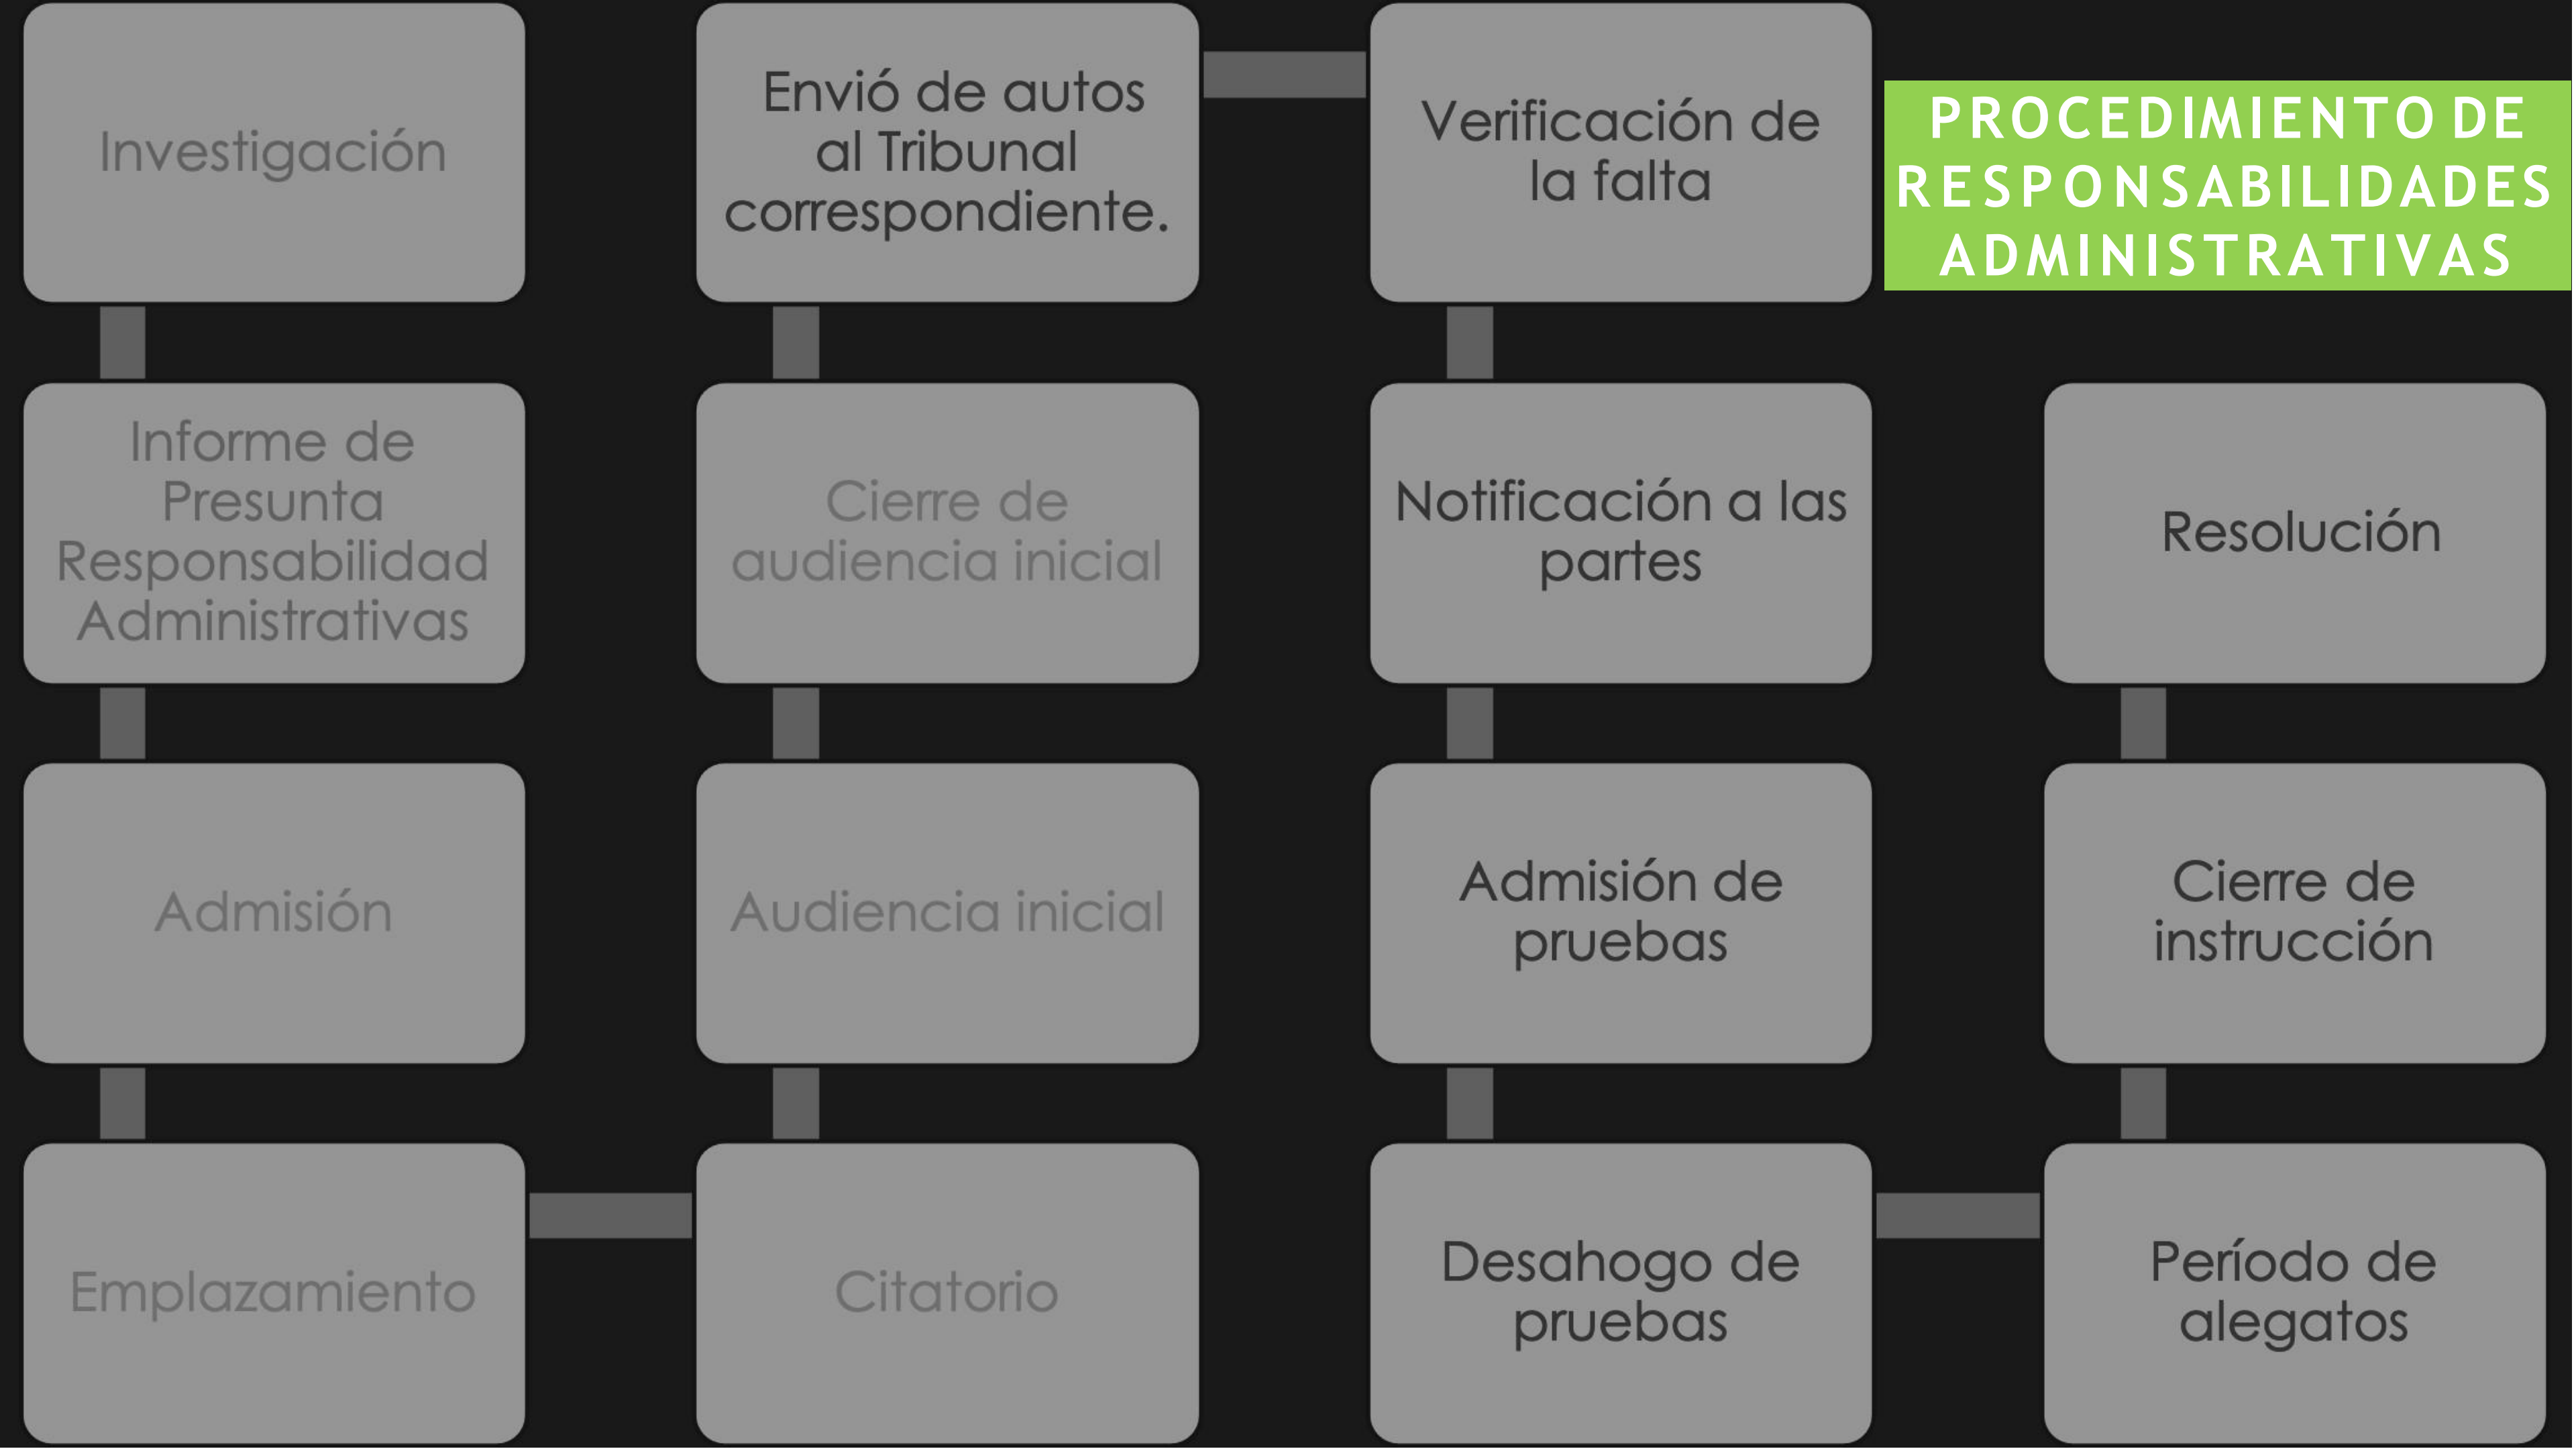 PROCEDIMIENTO DE
RESPONSABILIDADES
ADMINISTRATIVAS
Investigación
Informe de
Presunta
Responsabilidad
Administrativas
Admisión
Emplazamiento
Citatorio
Audiencia inicial
Cierre de
audiencia inicial
Envió de autos
al Tribunal
correspondiente.
Verificación de
la falta
Notificación a las
partes
Admisión de
pruebas
Desahogo de
pruebas
Período de
alegatos
Cierre de
instrucción
Resolución